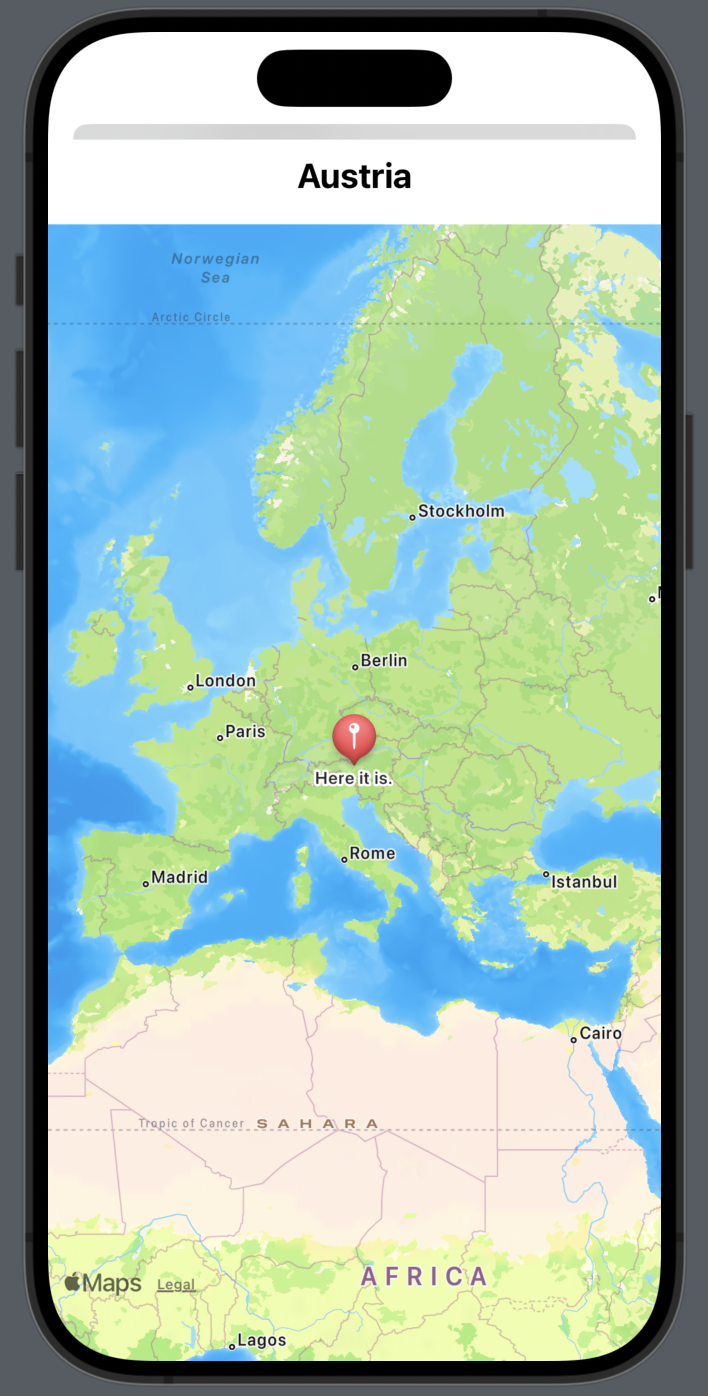 Austria
Norwegian
Sea
Arctic Circle
Stockholm
Berlin
London
Paris
Here it is.
Rome
Madrid
Istanbul
Cairo
Tropic of Cancer
SAHARA
AFRICA
Maps
Legal
Lagos